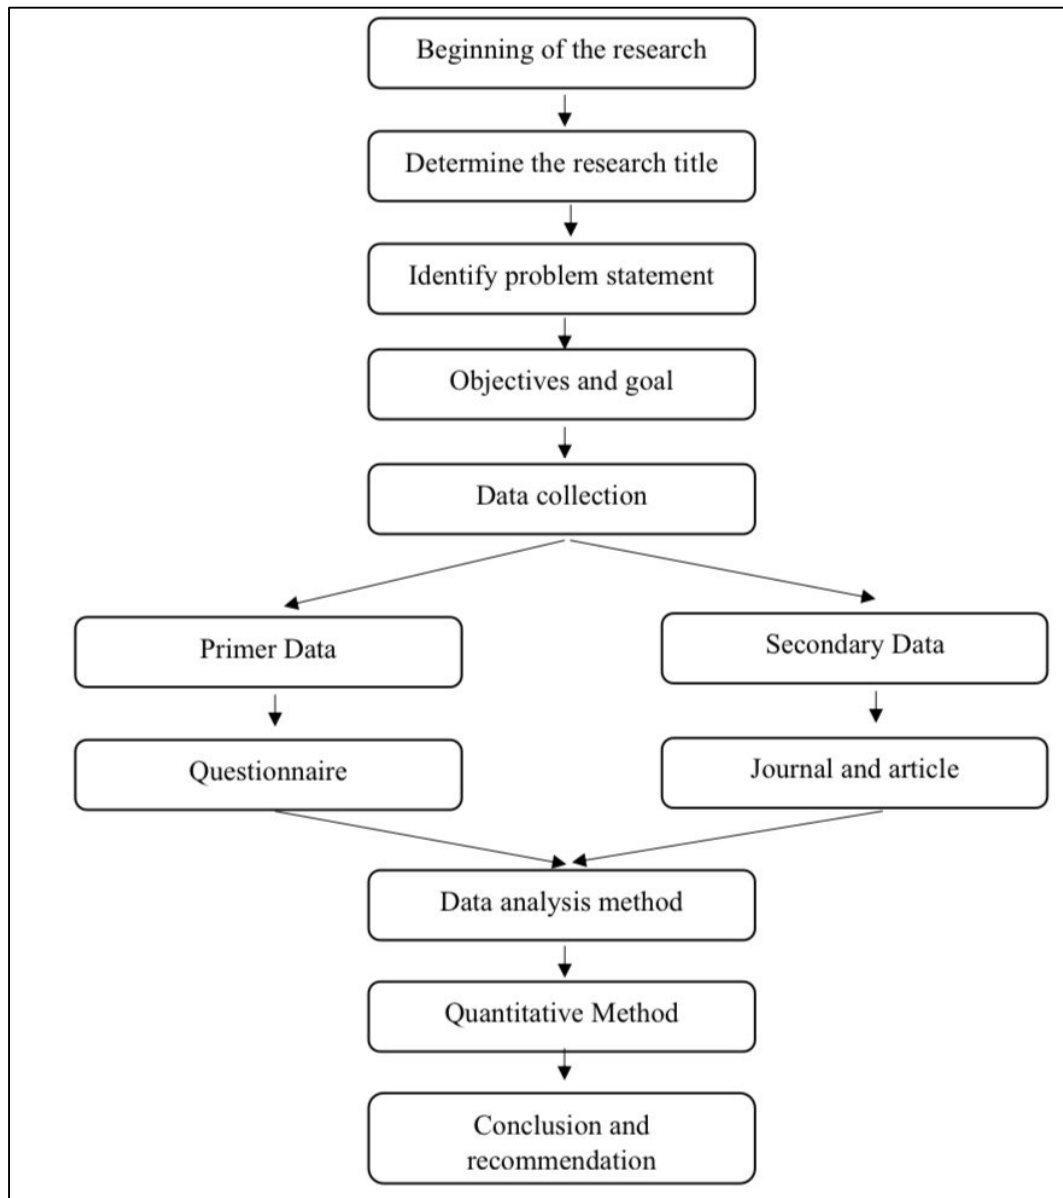 Beginning of the research
Determine the research title
Identify problem statement
Objectives and goal
Data collection
Primer Data
Secondary Data
Questionnaire
Journal and article
Data analysis method
Quantitative Method
Conclusion and
recommendation